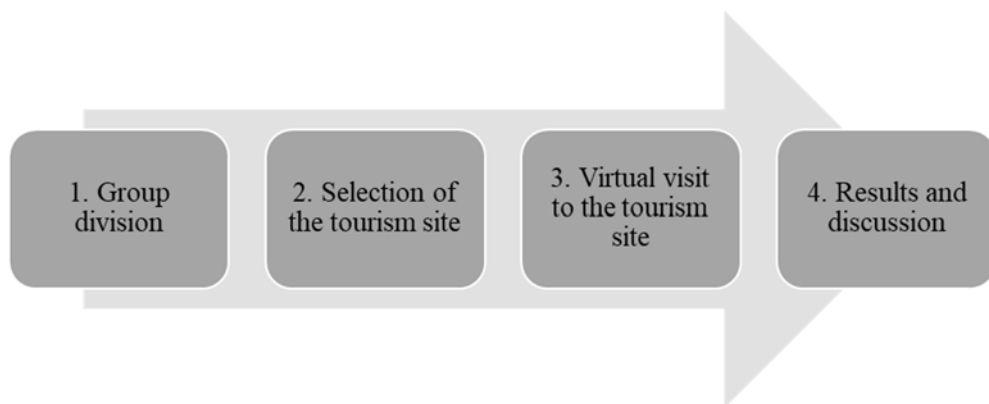 1. Group
division
2. Selection of
the tourism site
3. Virtual visit
to the tourism
site
4. Results and
discussion